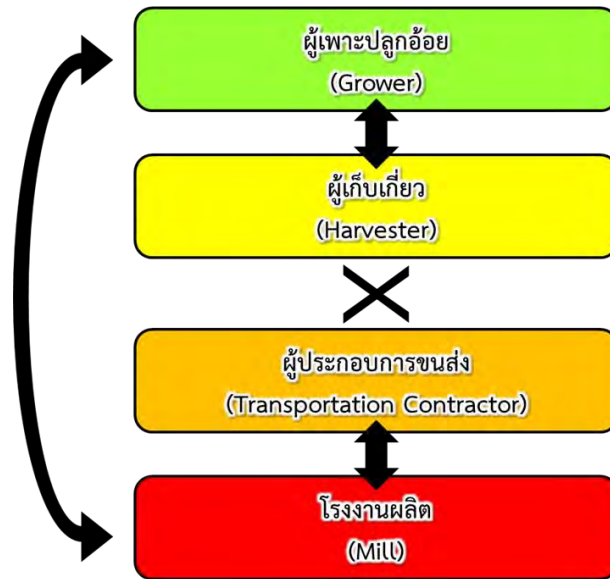 ผู้เพาะปลูกอ้อย
(Grower)
ผู้เก็บเกี่ยว
(Harvester)
ผู้ประกอบการขนส่ง
(Transportation Contractor)
โรงงานผลิต
(Mill)